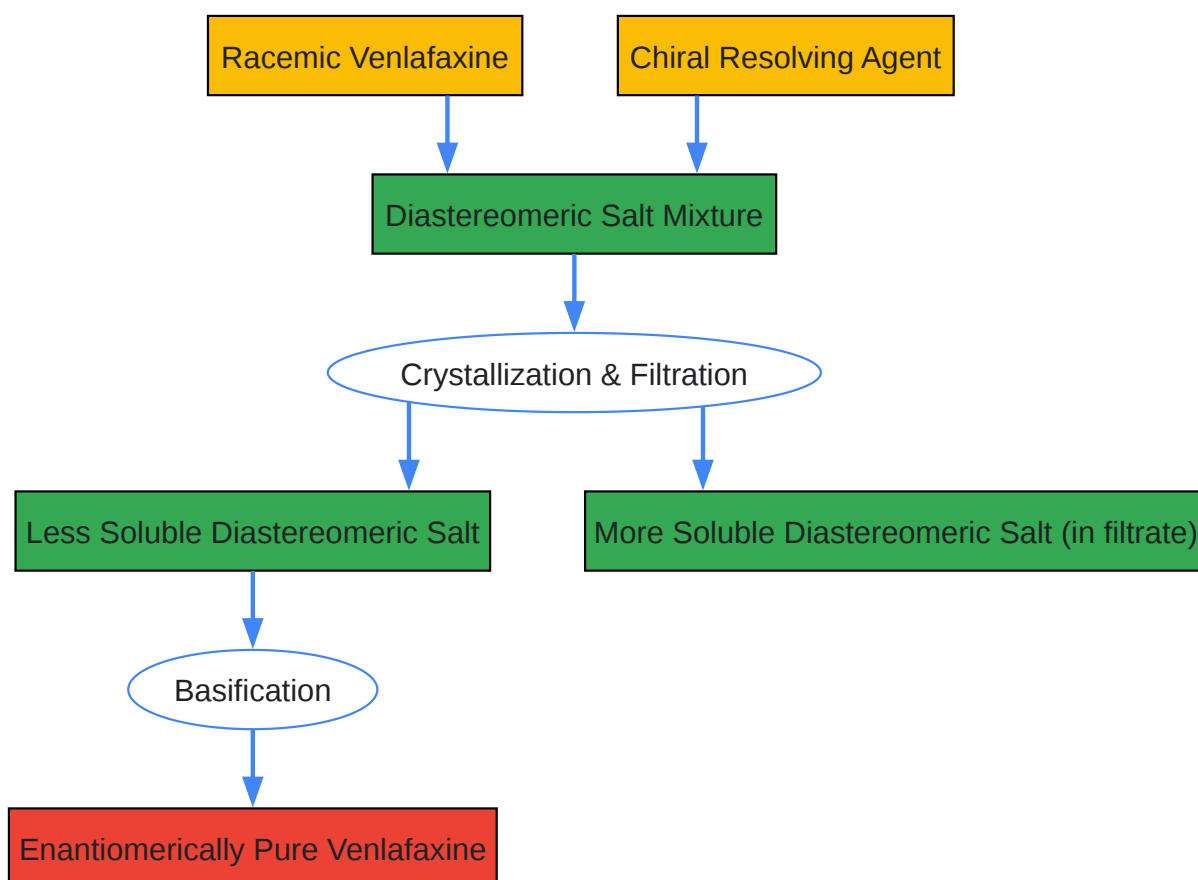 Racemic Venlafaxine
Chiral Resolving Agent
Diastereomeric Salt Mixture
Crystallization & Filtration
Less Soluble Diastereomeric Salt
More Soluble Diastereomeric Salt (in filtrate)
Basification
Enantiomerically Pure Venlafaxine